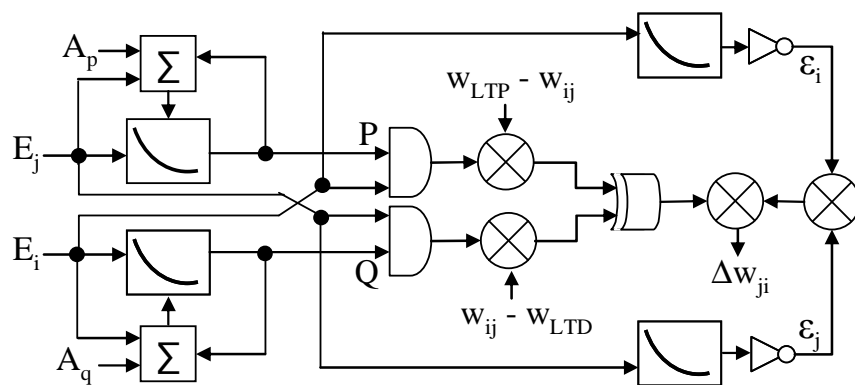 A_p
Σ
ε_i
w_LTP - w_ij
E_j
P
E_i
Q
Δw_ji
w_ij - w_LTD
Σ
A_q
ε_j